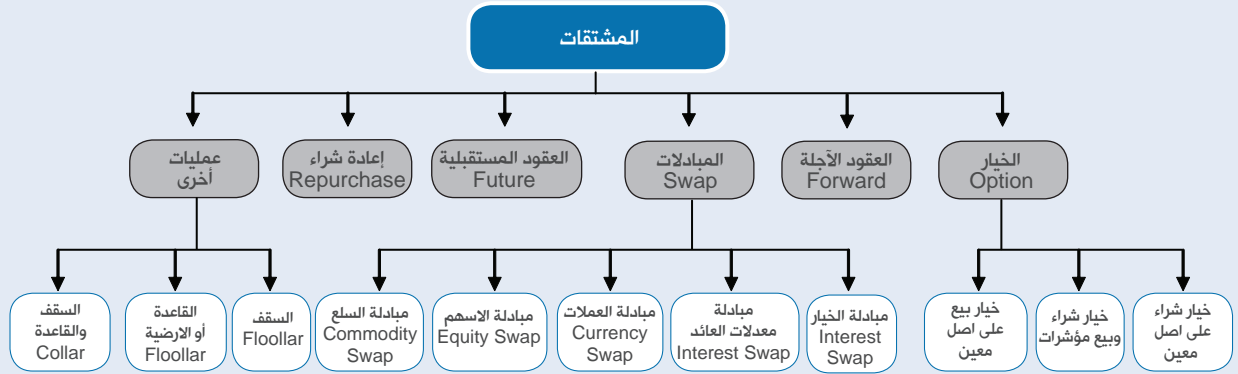 المشتقات
الخيار
Option
العقود الآجلة
Forward
المبادلات
Swap
العقود المستقبلية
Future
إعادة شراء
Repurchase
عمليات
أخرى
خيار شراء
على اصل
معين
خيار شراء
وبيع مؤشرات
خيار بيع
على اصل
معين
مبادلة الخيار
Interest
Swap
مبادلة
معدلات العائد
Interest Swap
مبادلة العملات
Currency
Swap
مبادلة الاسهم
Equity Swap
مبادلة السلع
Commodity
Swap
السقف
Floollar
القاعدة
أو الارضية
Floollar
السقف
والقاعدة
Collar